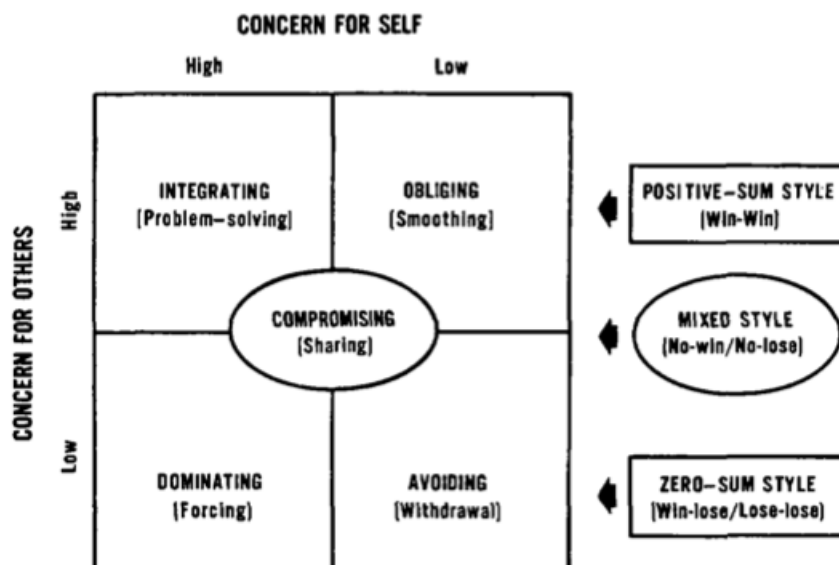 CONCERN FOR SELF
High
Low
CONCERN FOR OTHERS
High
Low
INTEGRATING
(Problem-solving)
OBLIGING
(Smoothing)
COMPROMISING
(Sharing)
DOMINATING
(Forcing)
AVOIDING
(Withdrawal)
POSITIVE-SUM STYLE
(Win-Win)
MIXED STYLE
(No-win/No-lose)
ZERO-SUM STYLE
(Win-lose/Lose-lose)